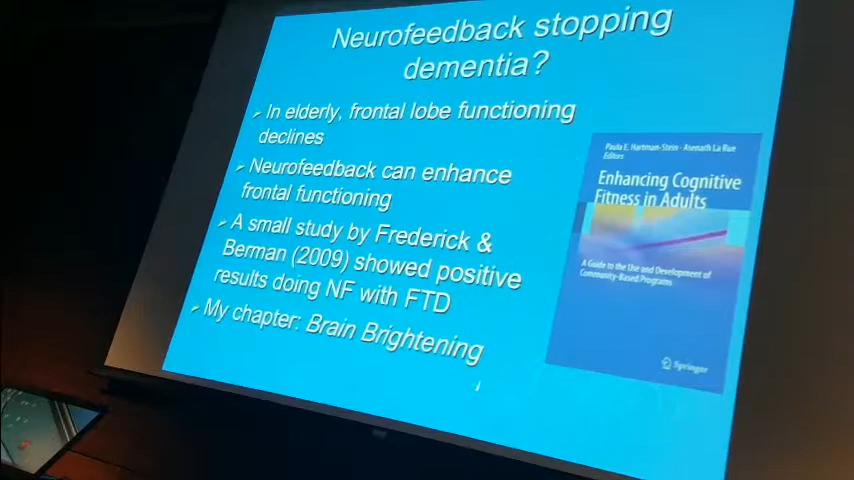 Neurofeedback stopping
dementia?
In elderly, frontal lobe functioning
declines
Neurofeedback can enhance
frontal functioning
A small study by Frederick &
Berman (2009) showed positive
results doing NF with FTD
My chapter: Brain Brightening
Paula E. Hartman-Stein · Asenath La Rue
Editors
Enhancing Cognitive
Fitness in Adults
A Guide to the Use and Development of
Community-Based Programs
Springer